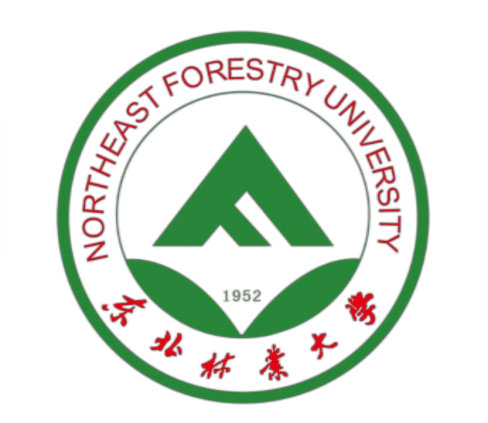 NORTHEAST FORESTRY UNIVERSITY
1952
东北林业大学